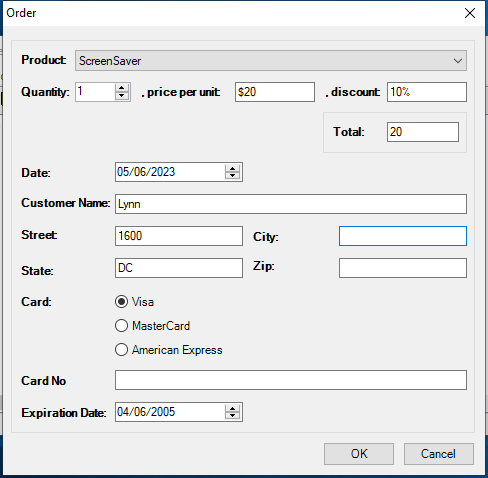 Order
Product: ScreenSaver
Quantity: 1 , price per unit: $20 , discount: 10%
Total: 20
Date: 05/06/2023
Customer Name: Lynn
Street: 1600 City:
State: DC Zip:
Card: Visa
MasterCard
American Express
Card No
Expiration Date: 04/06/2005
OK Cancel